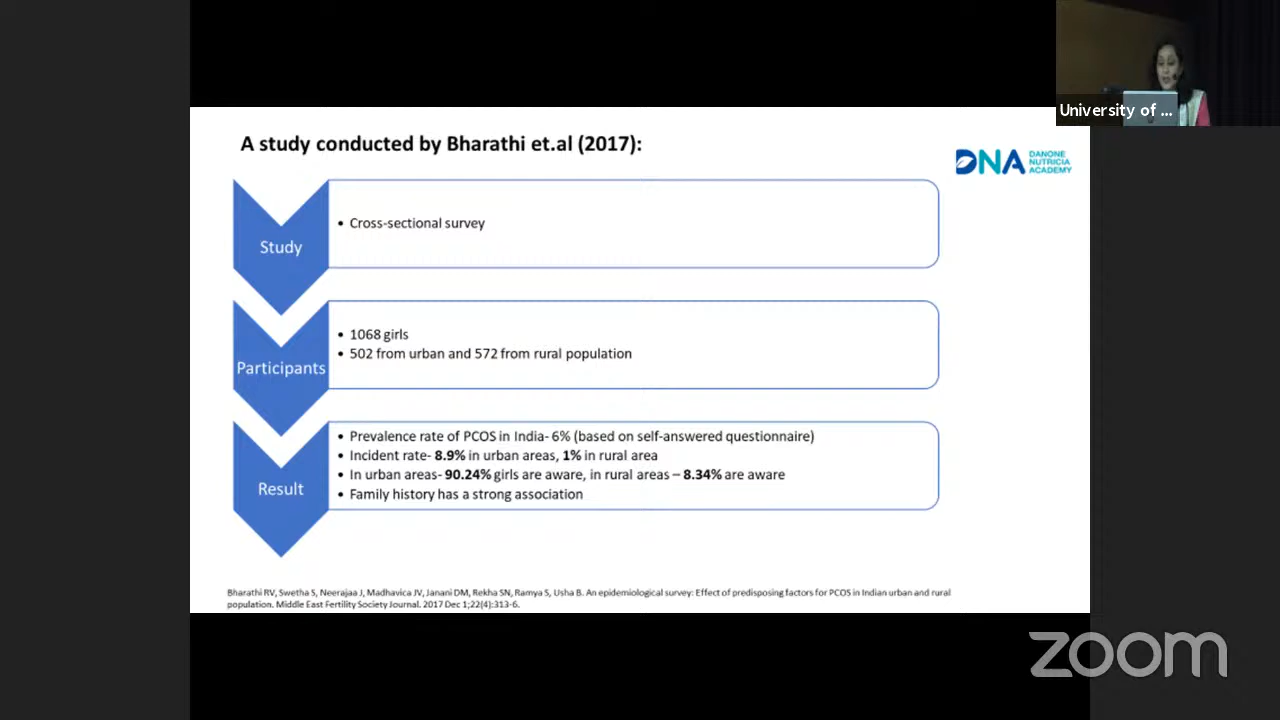 University of ...
A study conducted by Bharathi et.al (2017):
DNA DANONE
NUTRICIA
ACADEMY
Study
• Cross-sectional survey
Participants
• 1068 girls
• 502 from urban and 572 from rural population
Result
• Prevalence rate of PCOS in India- 6% (based on self-answered questionnaire)
• Incident rate- 8.9% in urban areas, 1% in rural area
• In urban areas- 90.24% girls are aware, in rural areas – 8.34% are aware
• Family history has a strong association
Bharathi RV, Swetha S, Neerajaa J, Madhavica JV, Janani DM, Rekha SN, Ramya S, Usha B. An epidemiological survey: Effect of predisposing factors for PCOS in Indian urban and rural
population. Middle East Fertility Society Journal. 2017 Dec 1;22(4):313-6.
zoom